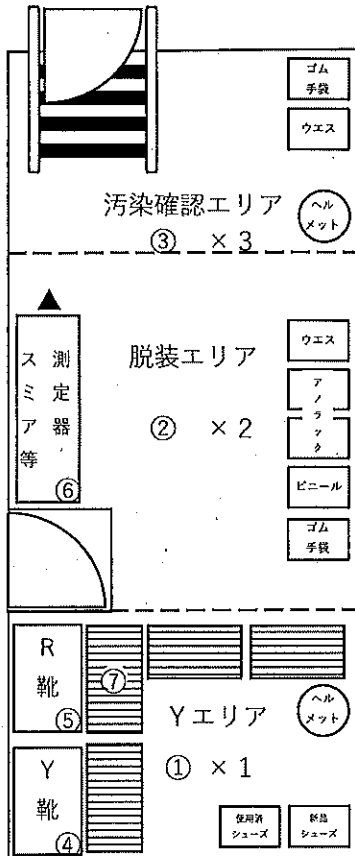 ゴム
手袋
ウエス
汚染確認エリア
ヘル
メット
③ ×3
▲
測定器,
スミア等
⑥
脱装エリア
② ×2
ウエス
アノラック
ビニール
ゴム
手袋
R
靴
⑤
⑦
Yエリア
ヘル
メット
① ×1
Y
靴
④
使用済
シューズ
新品
シューズ